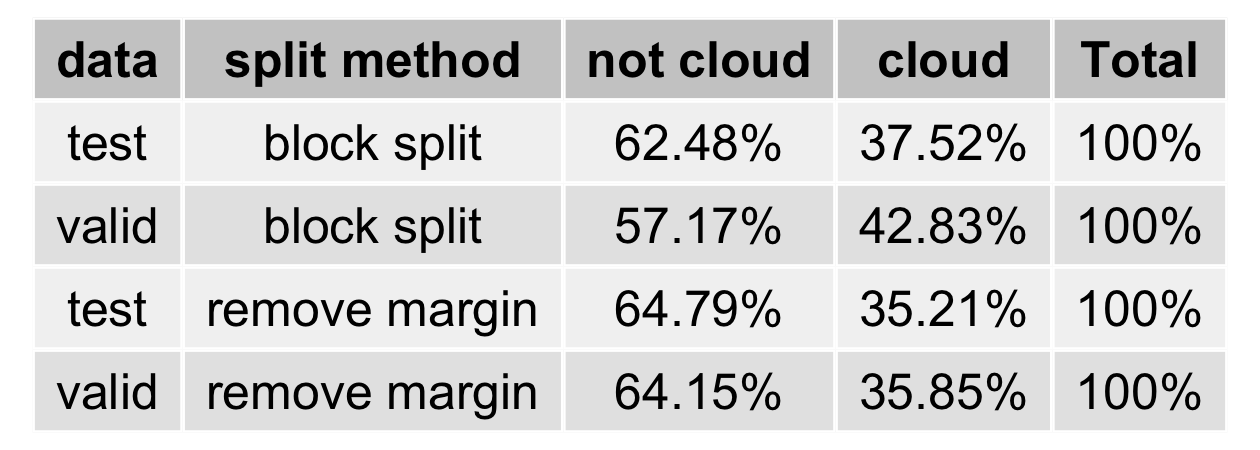 data split method not cloud cloud Total
test block split 62.48% 37.52% 100%
valid block split 57.17% 42.83% 100%
test remove margin 64.79% 35.21% 100%
valid remove margin 64.15% 35.85% 100%